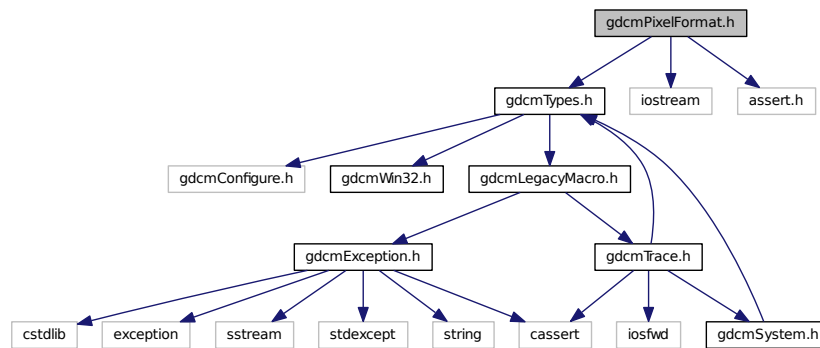 gdcmPixelFormat.h
gdcmTypes.h
iostream
assert.h
gdcmConfigure.h
gdcmWin32.h
gdcmLegacyMacro.h
gdcmException.h
gdcmTrace.h
cstdlib
exception
sstream
stdexcept
string
cassert
iosfwd
gdcmSystem.h